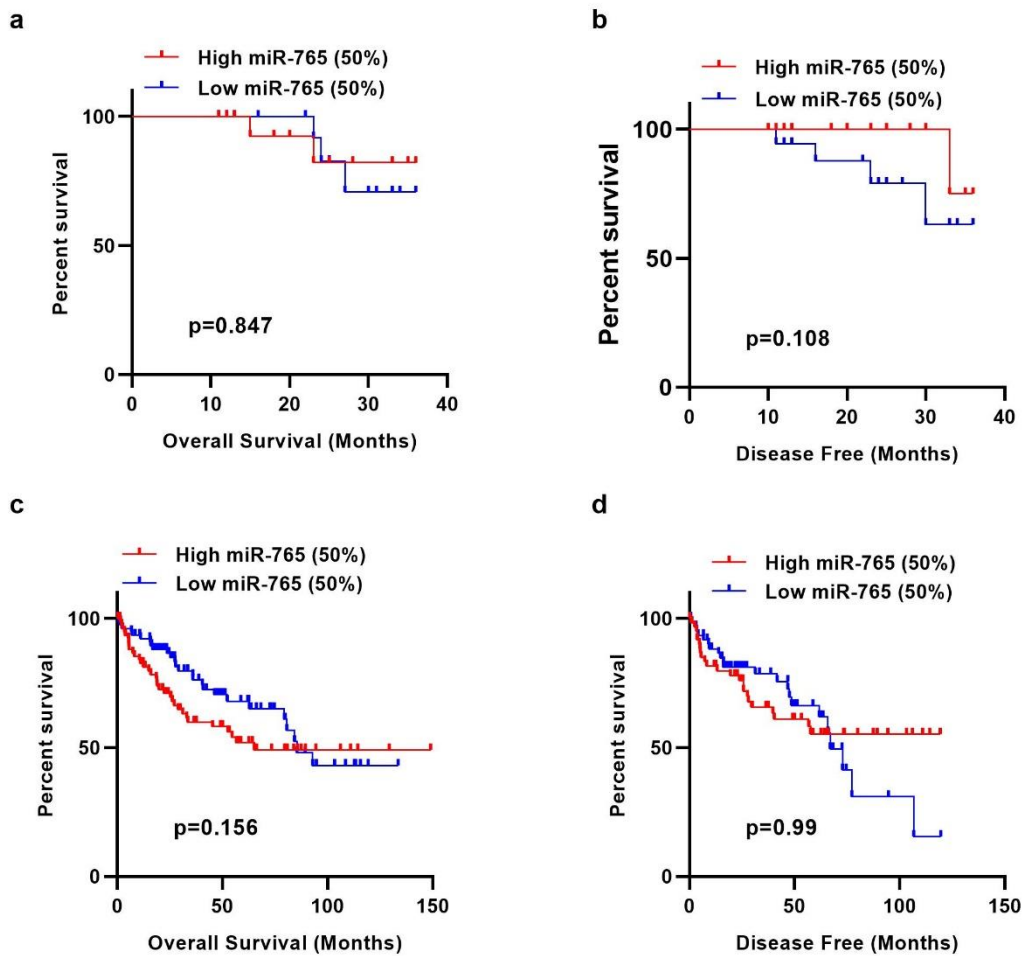 a
High miR-765 (50%)
Low miR-765 (50%)
Percent survival
100
50
0
p=0.847
0 10 20 30 40
Overall Survival (Months)
b
High miR-765 (50%)
Low miR-765 (50%)
Percent survival
100
50
0
p=0.108
0 10 20 30 40
Disease Free (Months)
c
High miR-765 (50%)
Low miR-765 (50%)
Percent survival
100
50
0
p=0.156
0 50 100 150
Overall Survival (Months)
d
High miR-765 (50%)
Low miR-765 (50%)
Percent survival
100
50
0
p=0.99
0 50 100 150
Disease Free (Months)